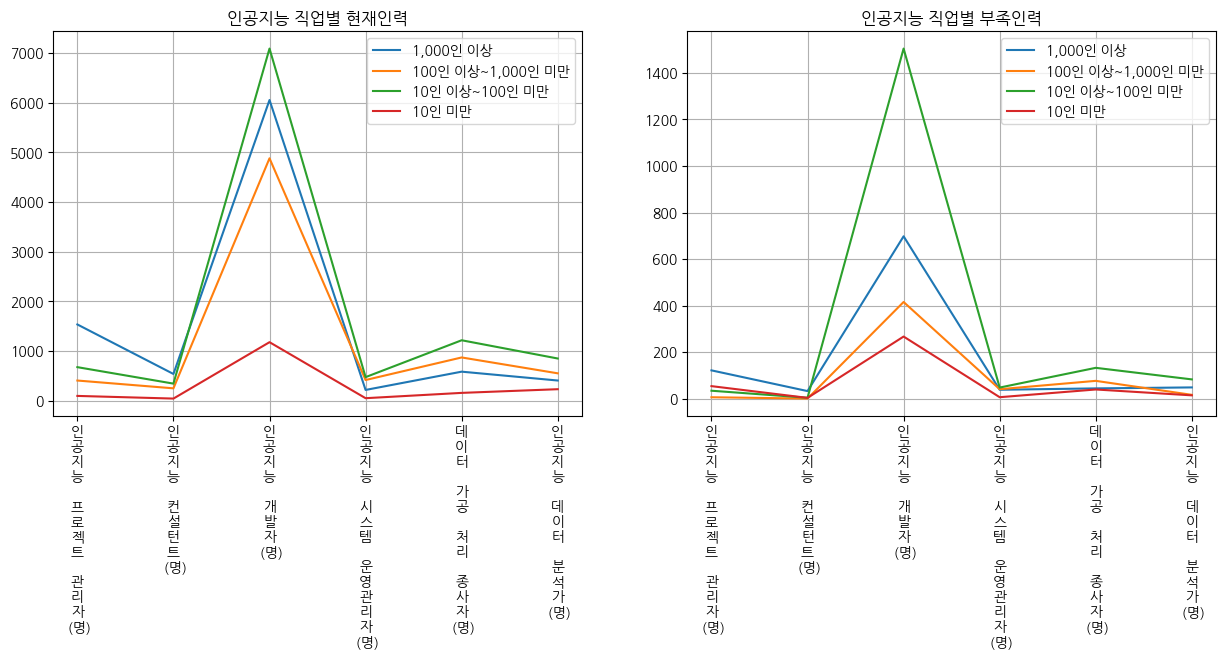 인공지능 직업별 현재인력
7000
6000
5000
4000
3000
2000
1000
0
1,000인 이상
100인 이상~1,000인 미만
10인 이상~100인 미만
10인 미만
인공지능 프로젝트 관리자(명)
인공지능 컨설턴트(명)
인공지능 개발자(명)
인공지능 시스템 운영관리자(명)
데이터 가공 처리 종사자(명)
인공지능 데이터 분석가(명)
인공지능 직업별 부족인력
1400
1200
1000
800
600
400
200
0
1,000인 이상
100인 이상~1,000인 미만
10인 이상~100인 미만
10인 미만
인공지능 프로젝트 관리자(명)
인공지능 컨설턴트(명)
인공지능 개발자(명)
인공지능 시스템 운영관리자(명)
데이터 가공 처리 종사자(명)
인공지능 데이터 분석가(명)